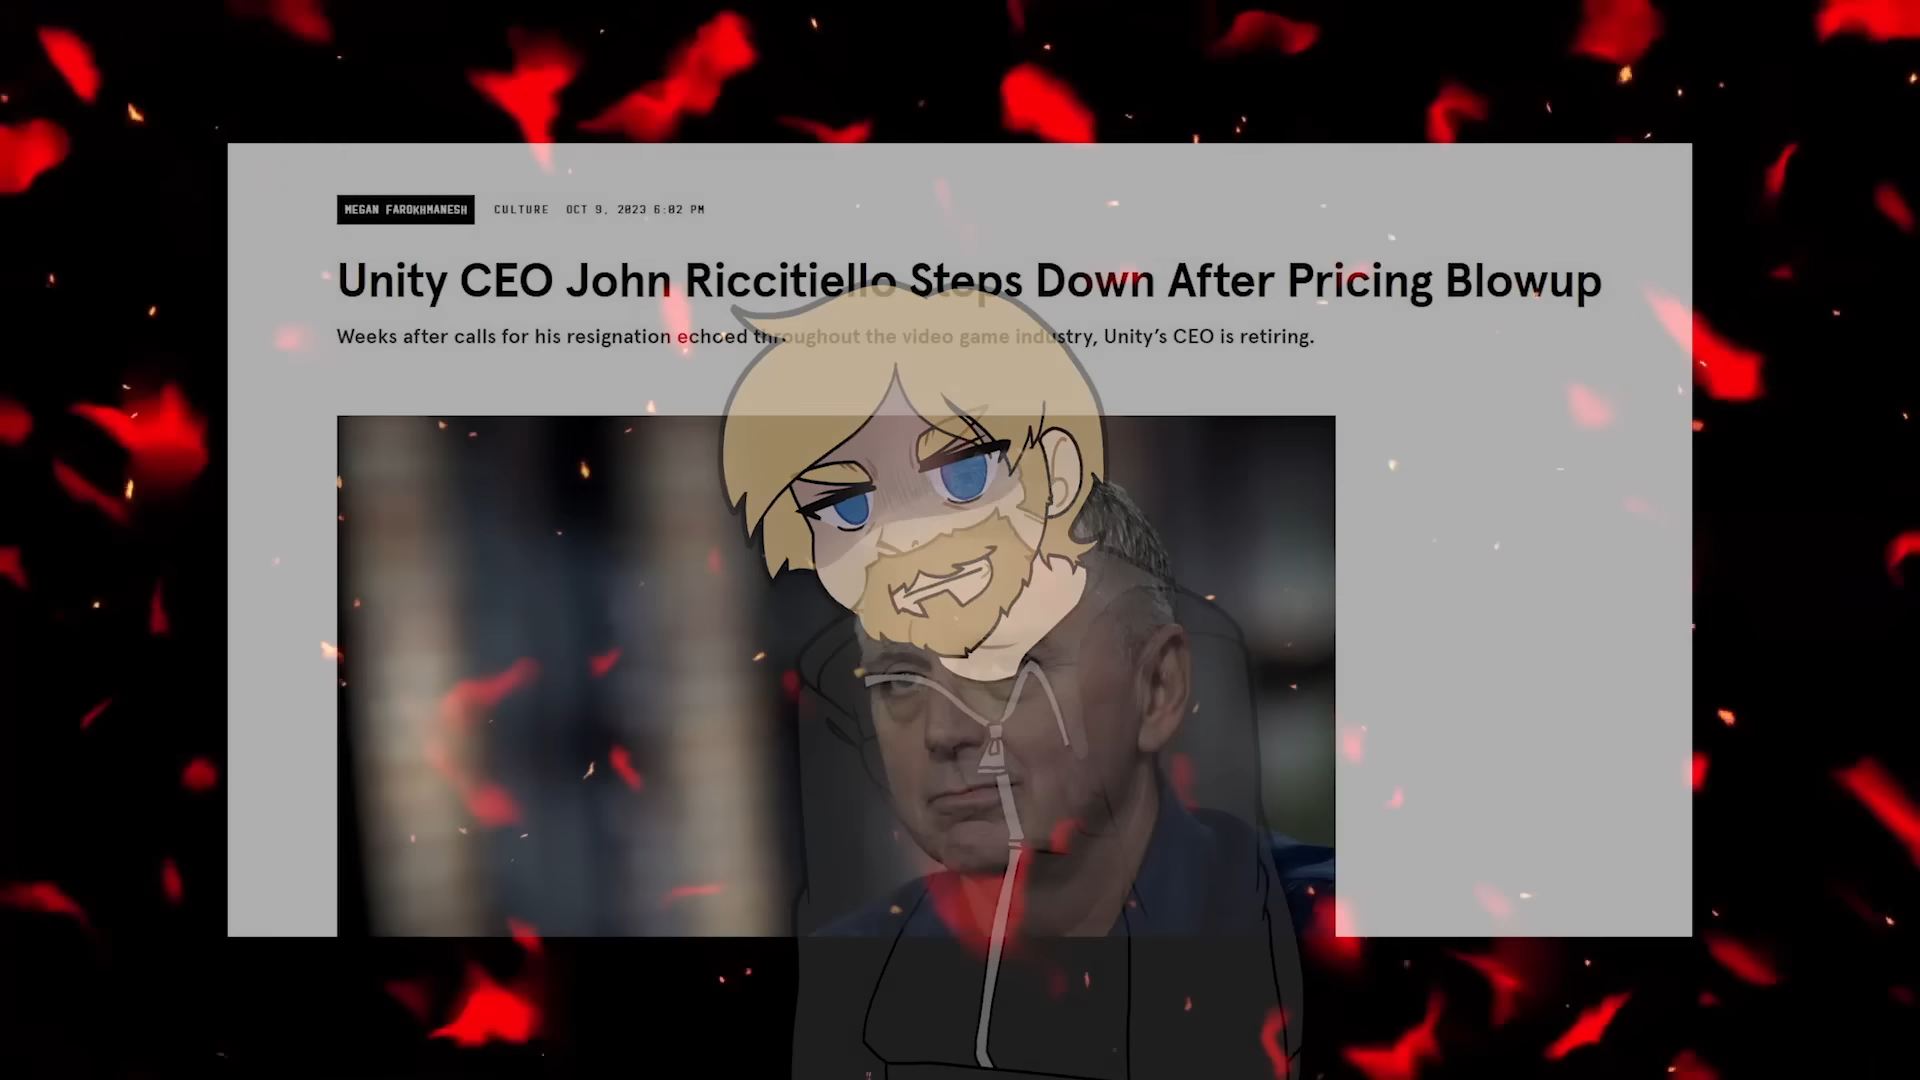 MEGAN FAROKHMANESH CULTURE OCT 9, 2023 6:02 PM
Unity CEO John Riccitiello Steps Down After Pricing Blowup
Weeks after calls for his resignation echoed throughout the video game industry, Unity’s CEO is retiring.